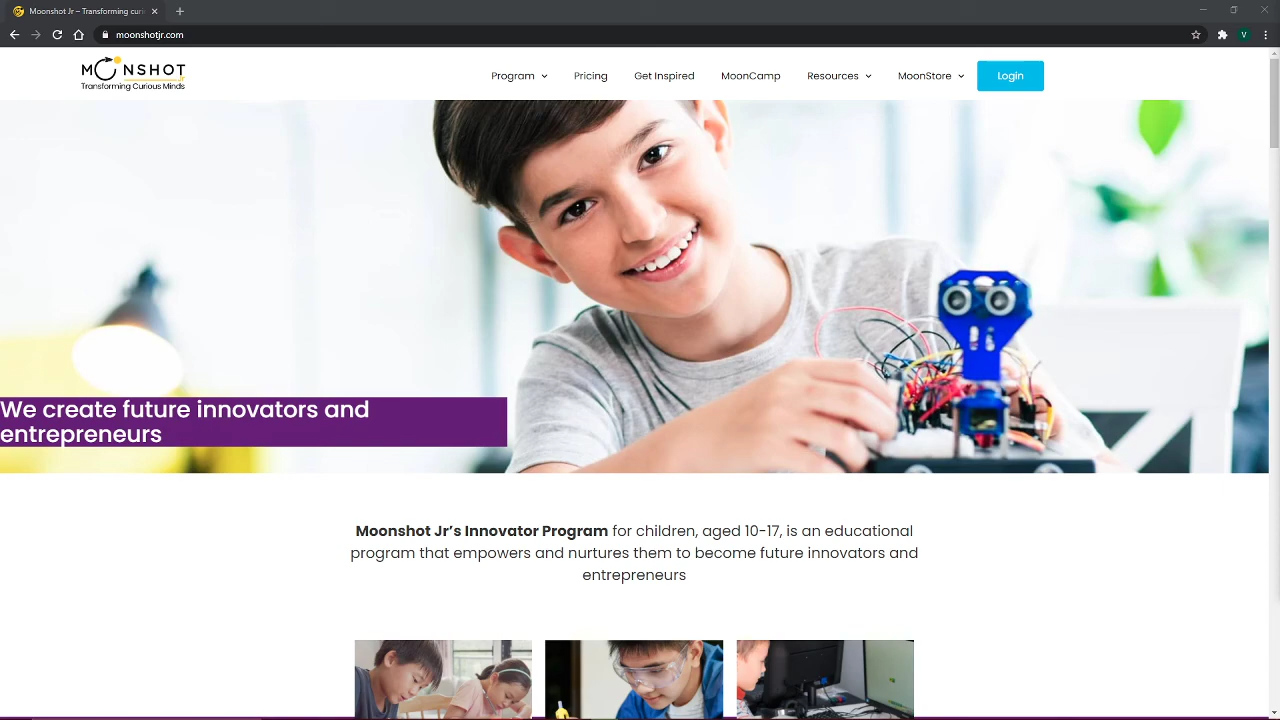 Moonshot Jr – Transforming curi
moonshotjr.com
V
MOONSHOT
Jr
Transforming Curious Minds
Program
Pricing
Get Inspired
MoonCamp
Resources
MoonStore
Login
We create future innovators and
entrepreneurs
Moonshot Jr’s Innovator Program for children, aged 10-17, is an educational
program that empowers and nurtures them to become future innovators and
entrepreneurs